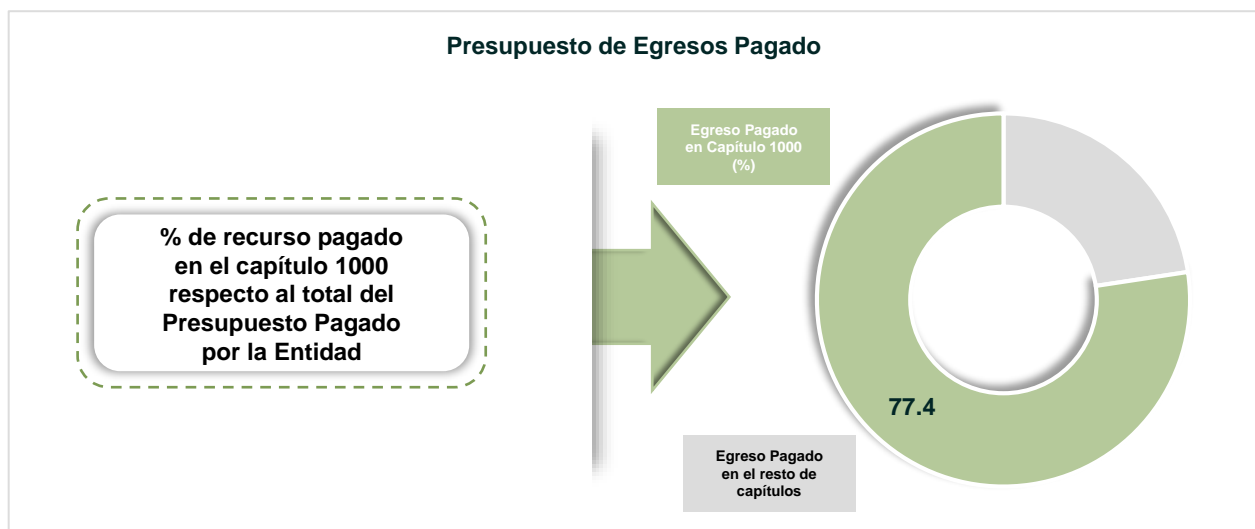 Presupuesto de Egresos Pagado
Egreso Pagado
en Capítulo 1000
(%)
% de recurso pagado
en el capítulo 1000
respecto al total del
Presupuesto Pagado
por la Entidad
77.4
Egreso Pagado
en el resto de
capítulos